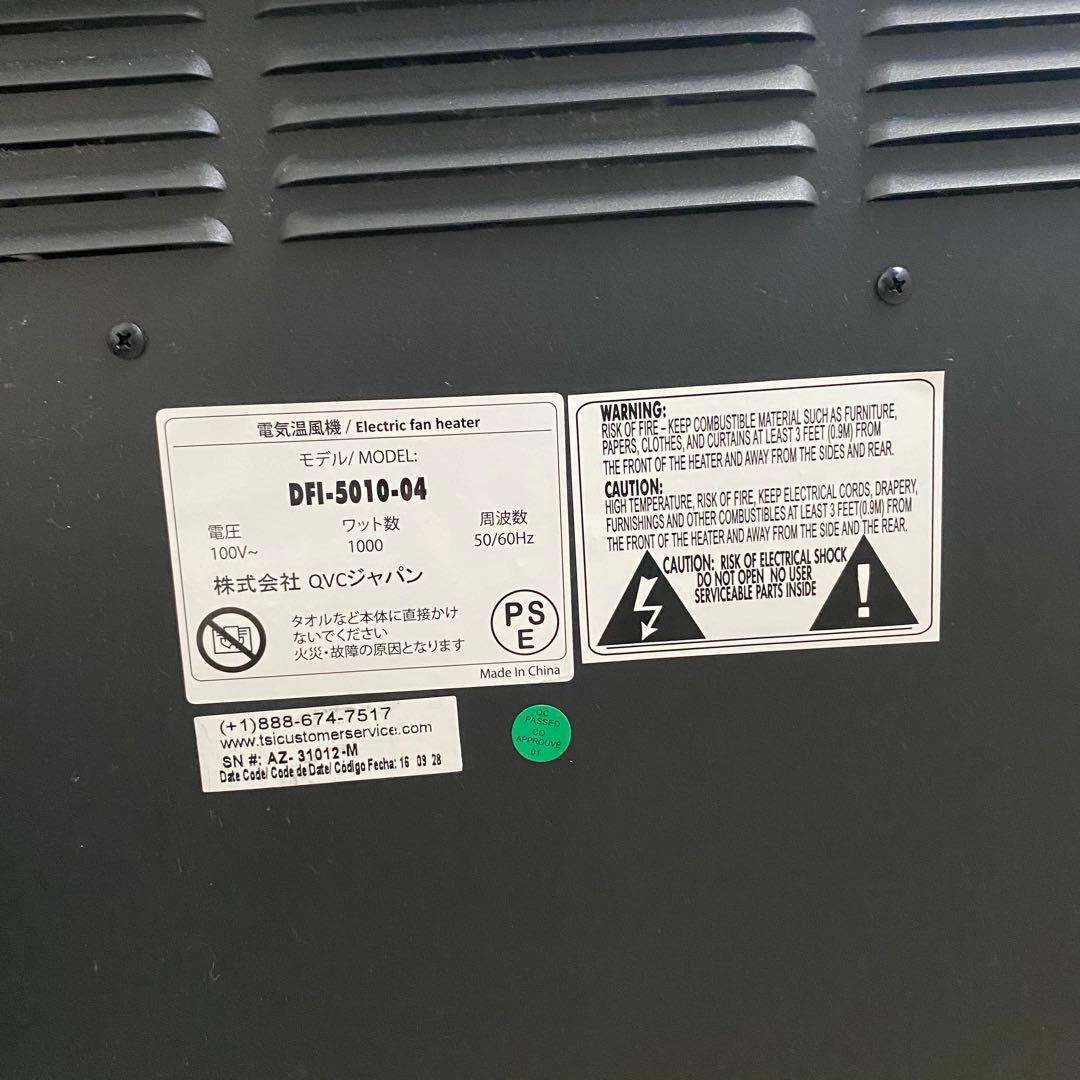 電気温風機 / Electric fan heater
モデル/ MODEL:
DFI-5010-04
電圧 ワット数 周波数
100V~ 1000 50/60Hz
株式会社 QVCジャパン
タオルなど本体に直接かけ
ないでください
火災・故障の原因となります
PS
E
Made In China
WARNING:
RISK OF FIRE – KEEP COMBUSTIBLE MATERIAL SUCH AS FURNITURE,
PAPERS, CLOTHES, AND CURTAINS AT LEAST 3 FEET (0.9M) FROM
THE FRONT OF THE HEATER AND AWAY FROM THE SIDES AND REAR.
CAUTION:
HIGH TEMPERATURE, RISK OF FIRE, KEEP ELECTRICAL CORDS, DRAPERY,
FURNISHINGS AND OTHER COMBUSTIBLES AT LEAST 3 FEET(0.9M) FROM
THE FRONT OF THE HEATER AND AWAY FROM THE SIDE AND THE REAR.
CAUTION: RISK OF ELECTRICAL SHOCK
DO NOT OPEN NO USER
SERVICEABLE PARTS INSIDE
!
(+1)888-674-7517
www.tsicustomerservice.com
SN #: AZ- 31012-M
Date Code/ Code de Date/ Código Fecha: 16 09 28
QC
PASSED
CQ
APPROUVÉ
01